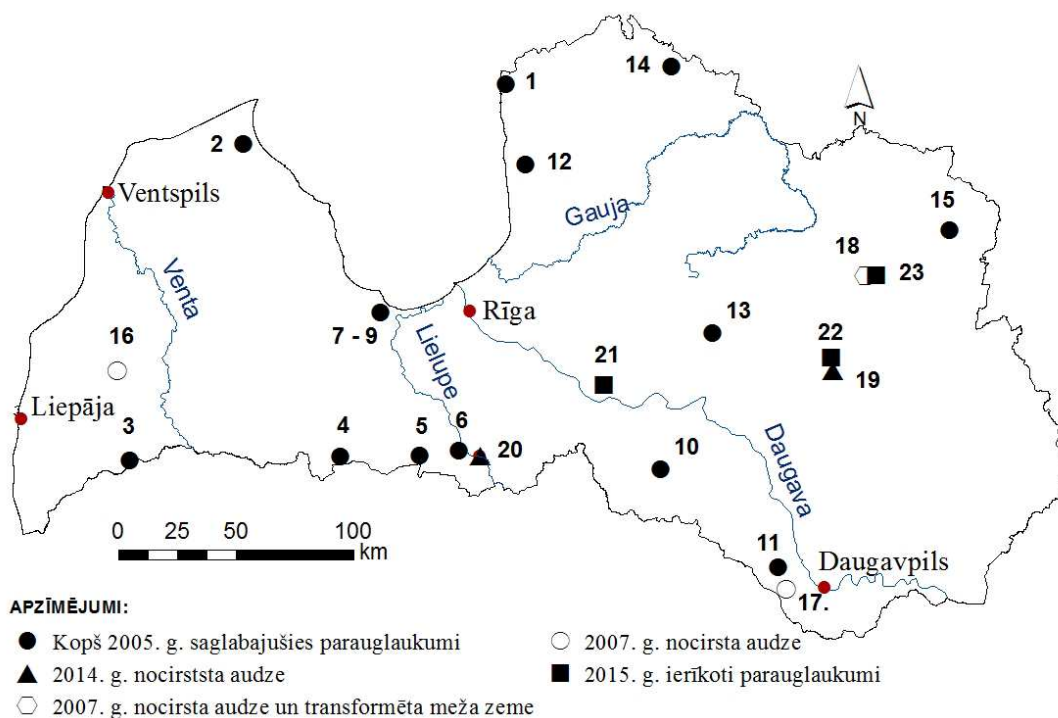 14
1
N
2
12
Ventspils
Gauja
15
18
23
Venta
Rīga
13
7 - 9
Lielupe
22
16
21
19
Liepāja
6
3
4
5
20
10
Daugava
0 25 50 100
km
11
Daugavpils
17.
APZĪMĒJUMI:
Kopš 2005. g. saglabajušies parauglaukumi
2007. g. nocirsta audze
2014. g. nocirststa audze
2015. g. ierīkoti parauglaukumi
2007. g. nocirsta audze un transformēta meža zeme